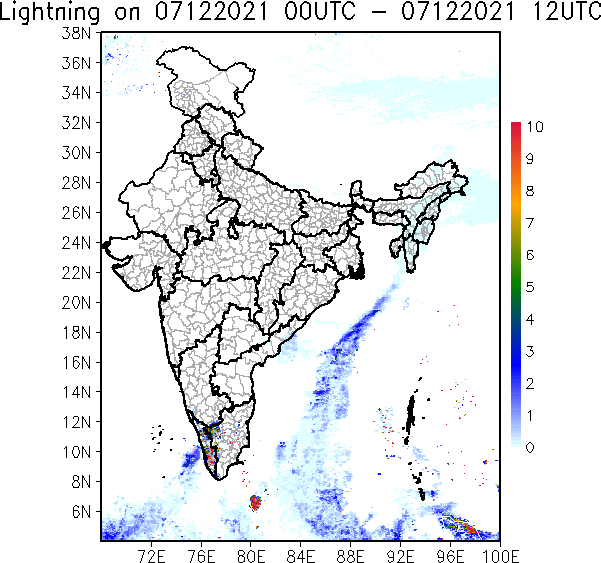 Lightning on 07122021 00UTC – 07122021 12UTC
38N
36N
34N
32N
30N
28N
26N
24N
22N
20N
18N
16N
14N
12N
10N
8N
6N
72E 76E 80E 84E 88E 92E 96E 100E
10
9
8
7
6
5
4
3
2
1
0